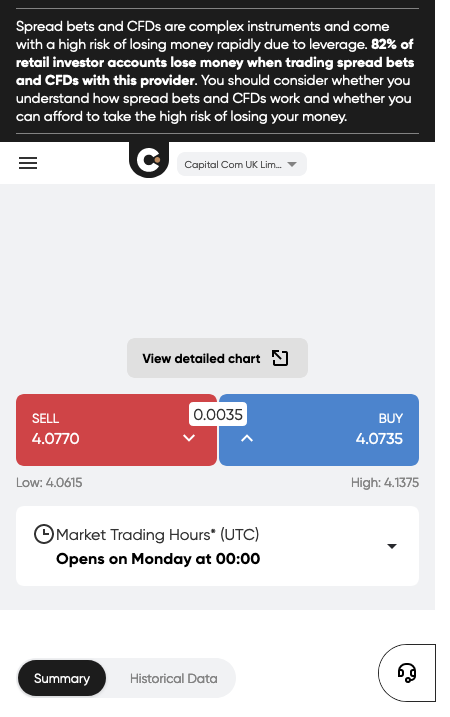 Spread bets and CFDs are complex instruments and come
with a high risk of losing money rapidly due to leverage. 82% of
retail investor accounts lose money when trading spread bets
and CFDs with this provider. You should consider whether you
understand how spread bets and CFDs work and whether you
can afford to take the high risk of losing your money.
Capital Com UK Lim...
View detailed chart
SELL
4.0770
0.0035
BUY
4.0735
Low: 4.0615
High: 4.1375
Market Trading Hours* (UTC)
Opens on Monday at 00:00
Summary
Historical Data